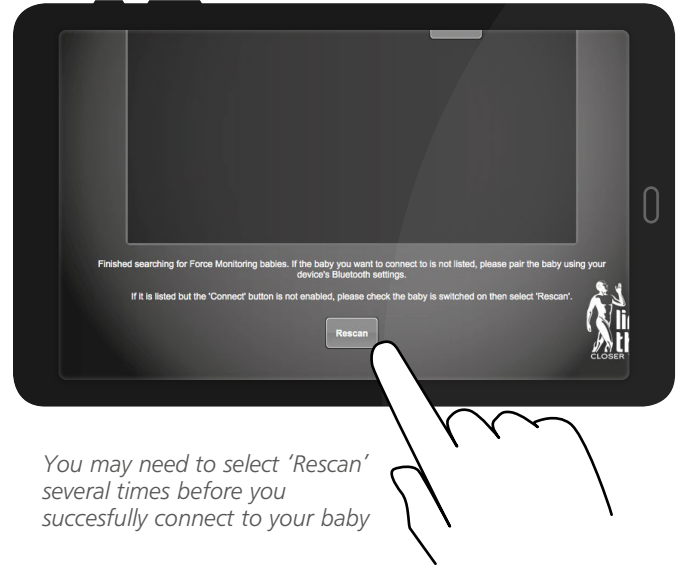 Finished searching for Force Monitoring babies. If the baby you want to connect to is not listed, please pair the baby using your
device's Bluetooth settings.
If it is listed but the 'Connect' button is not enabled, please check the baby is switched on then select 'Rescan'.
Rescan
CLOSER
You may need to select ‘Rescan’
several times before you
succesfully connect to your baby